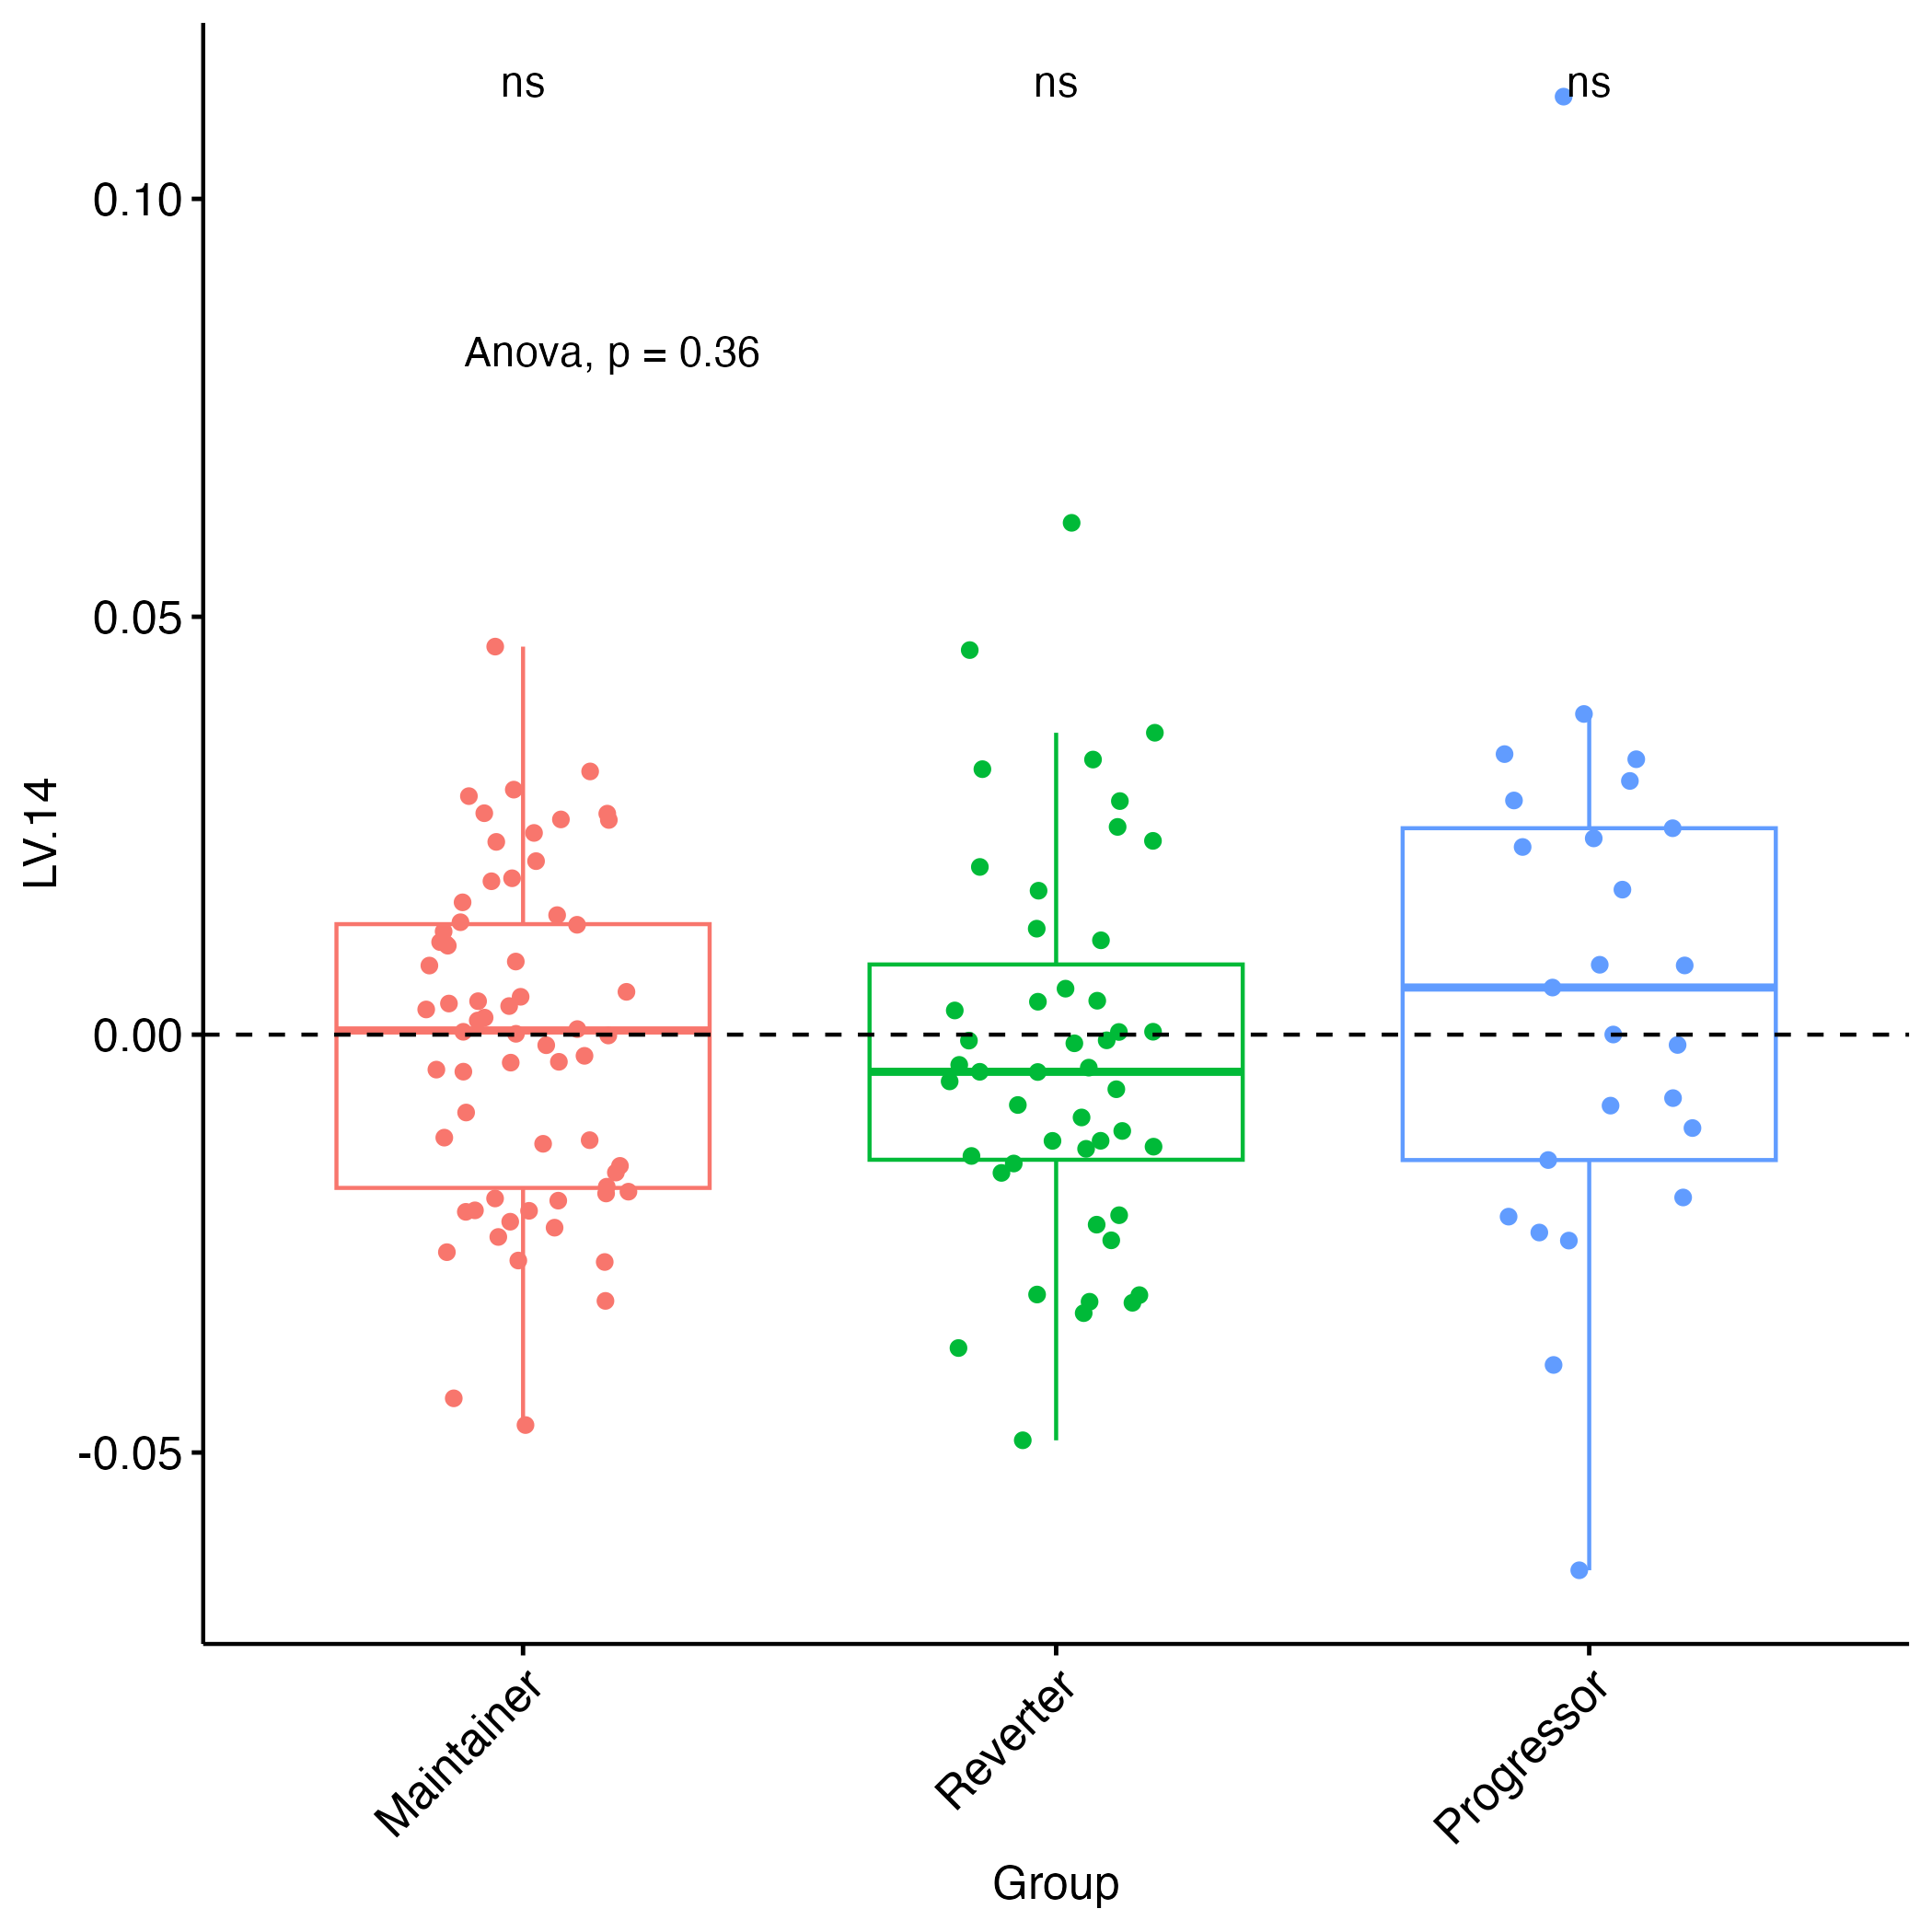 ns ns ns
0.10
Anova, p = 0.36
0.05
LV.14
0.00
-0.05
Maintainer Reverter Progressor
Group